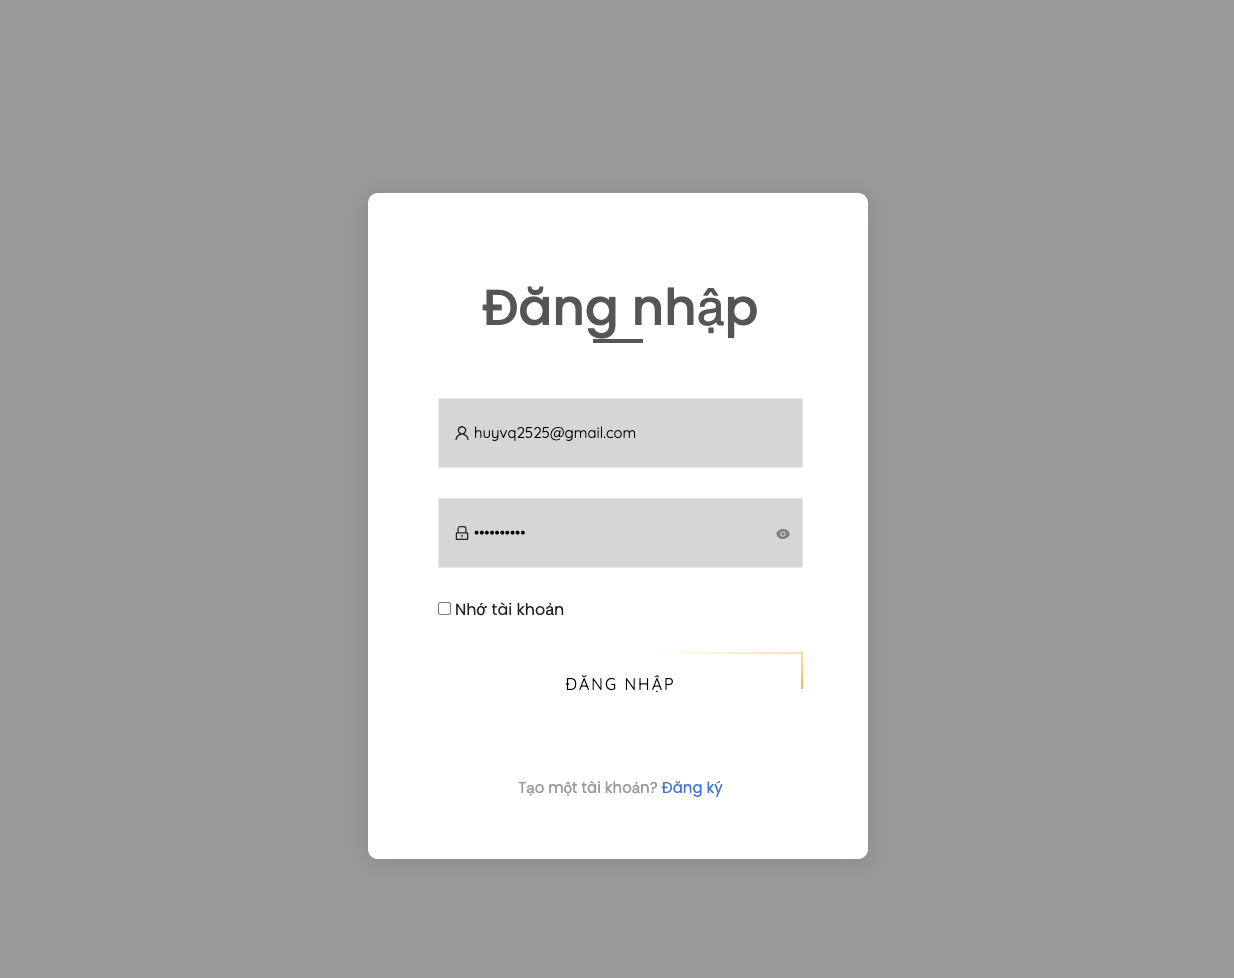 Đăng nhập
huyvq2525@gmail.com
••••••••••
Nhớ tài khoản
ĐĂNG NHẬP
Tạo một tài khoản? Đăng ký